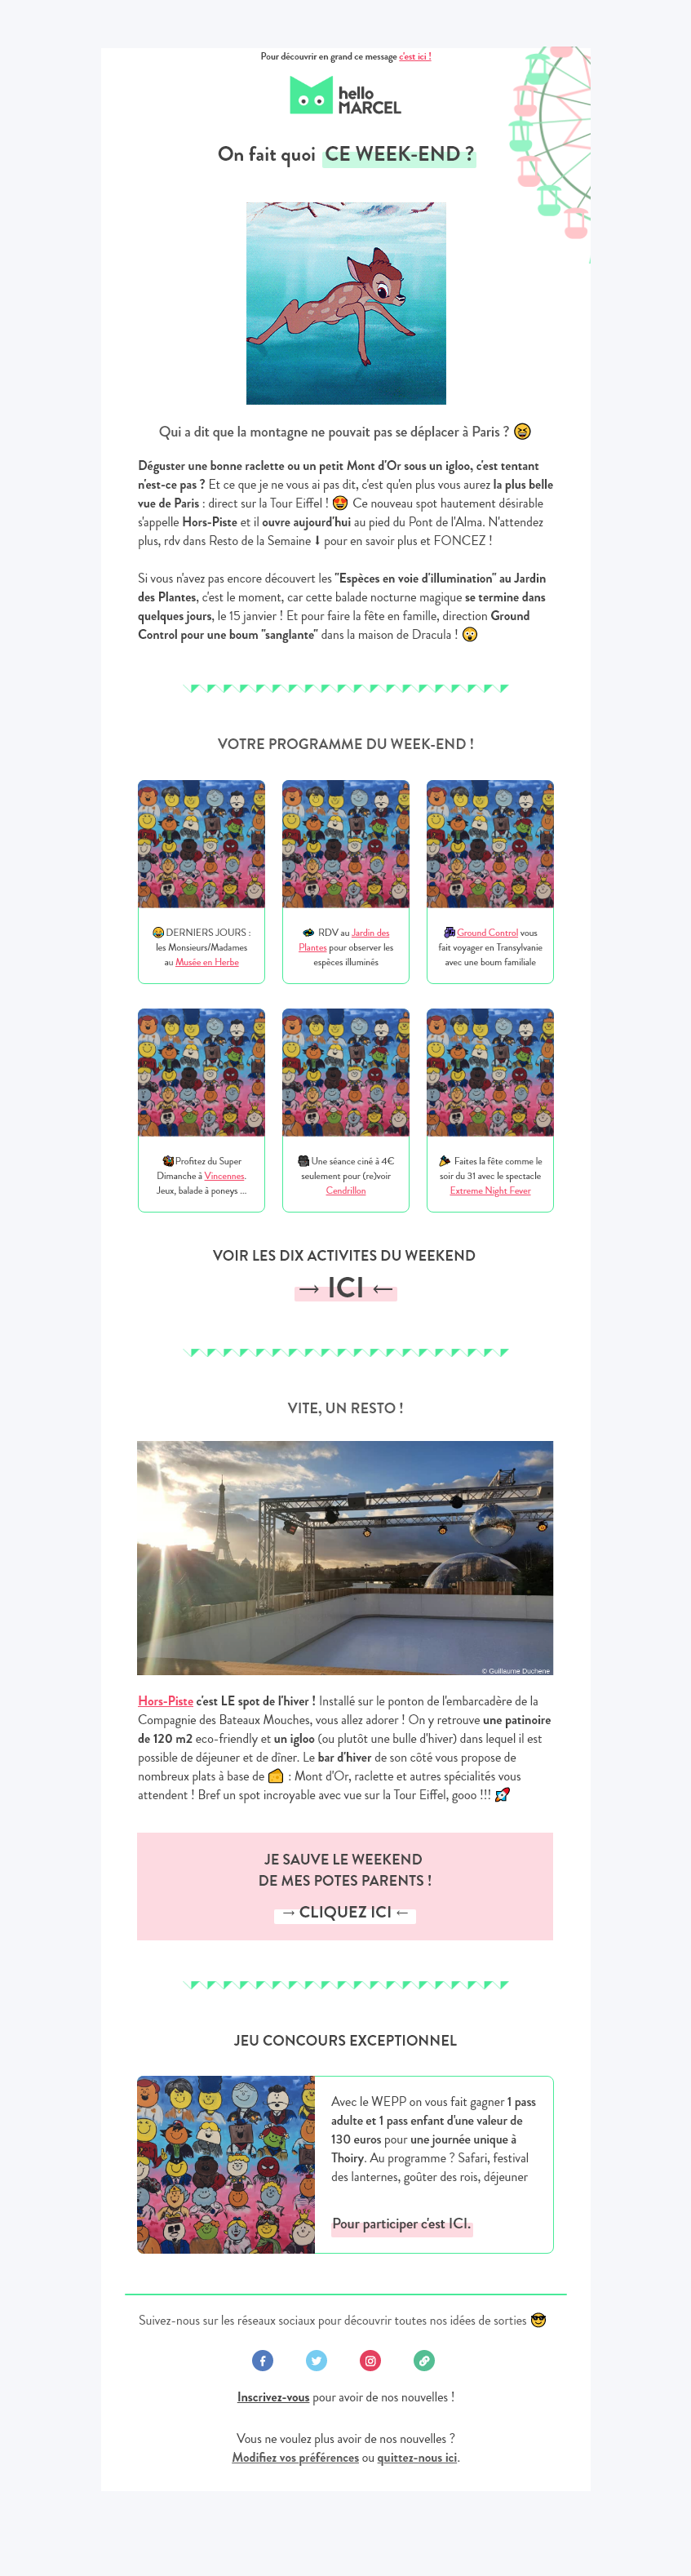 Pour découvrir en grand ce message c'est ici !
hello
MARCEL
On fait quoi CE WEEK-END ?
Qui a dit que la montagne ne pouvait pas se déplacer à Paris ? 😆
Déguster une bonne raclette ou un petit Mont d'Or sous un igloo, c'est tentant
n'est-ce pas ? Et ce que je ne vous ai pas dit, c'est qu'en plus vous aurez la plus belle
vue de Paris : direct sur la Tour Eiffel ! 🤩 Ce nouveau spot hautement désirable
s'appelle Hors-Piste et il ouvre aujourd'hui au pied du Pont de l'Alma. N'attendez
plus, rdv dans Resto de la Semaine ⬇ pour en savoir plus et FONCEZ !
Si vous n'avez pas encore découvert les "Espèces en voie d'illumination" au Jardin
des Plantes, c'est le moment, car cette balade nocturne magique se termine dans
quelques jours, le 15 janvier ! Et pour faire la fête en famille, direction Ground
Control pour une boum "sanglante" dans la maison de Dracula ! 😲
VOTRE PROGRAMME DU WEEK-END !
😂 DERNIERS JOURS :
les Monsieurs/Madames
au Musée en Herbe
🐠 RDV au Jardin des
Plantes pour observer les
espèces illuminés
Ground Control vous
fait voyager en Transylvanie
avec une boum familiale
Profitez du Super
Dimanche à Vincennes.
Jeux, balade à poneys ...
Une séance ciné à 4€
seulement pour (re)voir
Cendrillon
🎉 Faites la fête comme le
soir du 31 avec le spectacle
Extreme Night Fever
VOIR LES DIX ACTIVITES DU WEEKEND
→ ICI ←
VITE, UN RESTO !
© Guillaume Duchene
Hors-Piste c'est LE spot de l'hiver ! Installé sur le ponton de l'embarcadère de la
Compagnie des Bateaux Mouches, vous allez adorer ! On y retrouve une patinoire
de 120 m2 eco-friendly et un igloo (ou plutôt une bulle d'hiver) dans lequel il est
possible de déjeuner et de dîner. Le bar d'hiver de son côté vous propose de
nombreux plats à base de 🧀 : Mont d'Or, raclette et autres spécialités vous
attendent ! Bref un spot incroyable avec vue sur la Tour Eiffel, gooo !!! 🚀
JE SAUVE LE WEEKEND
DE MES POTES PARENTS !
→ CLIQUEZ ICI ←
JEU CONCOURS EXCEPTIONNEL
Avec le WEPP on vous fait gagner 1 pass
adulte et 1 pass enfant d'une valeur de
130 euros pour une journée unique à
Thoiry. Au programme ? Safari, festival
des lanternes, goûter des rois, déjeuner
Pour participer c'est ICI.
Suivez-nous sur les réseaux sociaux pour découvrir toutes nos idées de sorties 😎
Inscrivez-vous pour avoir de nos nouvelles !
Vous ne voulez plus avoir de nos nouvelles ?
Modifiez vos préférences ou quittez-nous ici.